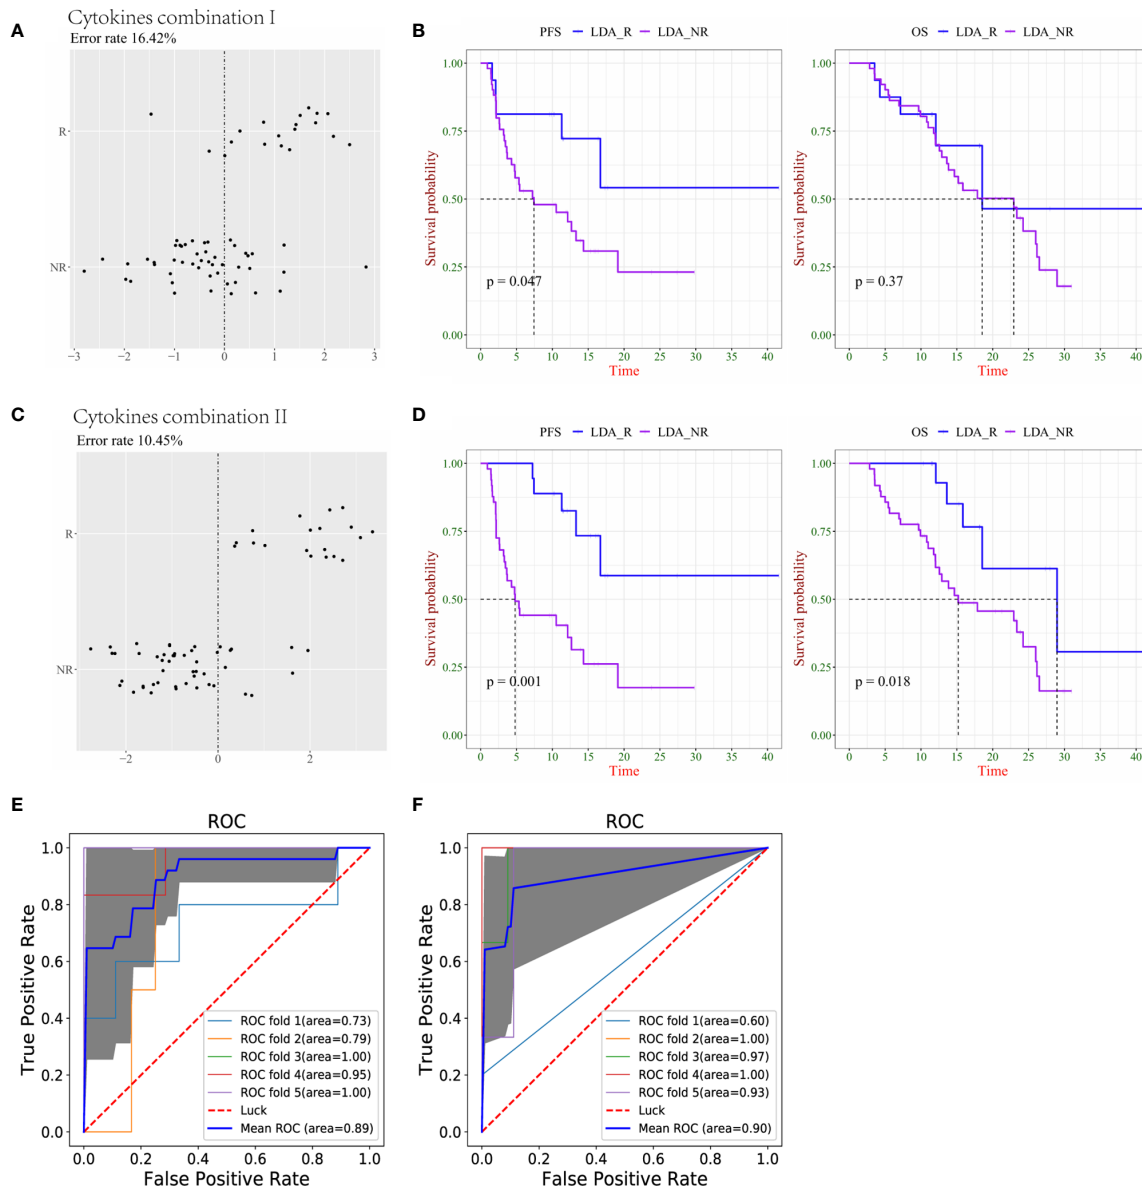 A
Cytokines combination I
Error rate 16.42%
R
NR
−3 −2 −1 0 1 2 3
B
PFS LDA_R LDA_NR
Survival probability
1.00
0.75
0.50
0.25
0.00
p = 0.047
0 5 10 15 20 25 30 35 40
Time
OS LDA_R LDA_NR
Survival probability
1.00
0.75
0.50
0.25
0.00
p = 0.37
0 5 10 15 20 25 30 35 40
Time
C
Cytokines combination II
Error rate 10.45%
R
NR
−2 0 2
D
PFS LDA_R LDA_NR
Survival probability
1.00
0.75
0.50
0.25
0.00
p = 0.001
0 5 10 15 20 25 30 35 40
Time
OS LDA_R LDA_NR
Survival probability
1.00
0.75
0.50
0.25
0.00
p = 0.018
0 5 10 15 20 25 30 35 40
Time
E
ROC
True Positive Rate
1.0
0.8
0.6
0.4
0.2
0.0
ROC fold 1(area=0.73)
ROC fold 2(area=0.79)
ROC fold 3(area=1.00)
ROC fold 4(area=0.95)
ROC fold 5(area=1.00)
Luck
Mean ROC (area=0.89)
0.0 0.2 0.4 0.6 0.8 1.0
False Positive Rate
F
ROC
True Positive Rate
1.0
0.8
0.6
0.4
0.2
0.0
ROC fold 1(area=0.60)
ROC fold 2(area=1.00)
ROC fold 3(area=0.97)
ROC fold 4(area=1.00)
ROC fold 5(area=0.93)
Luck
Mean ROC (area=0.90)
0.0 0.2 0.4 0.6 0.8 1.0
False Positive Rate